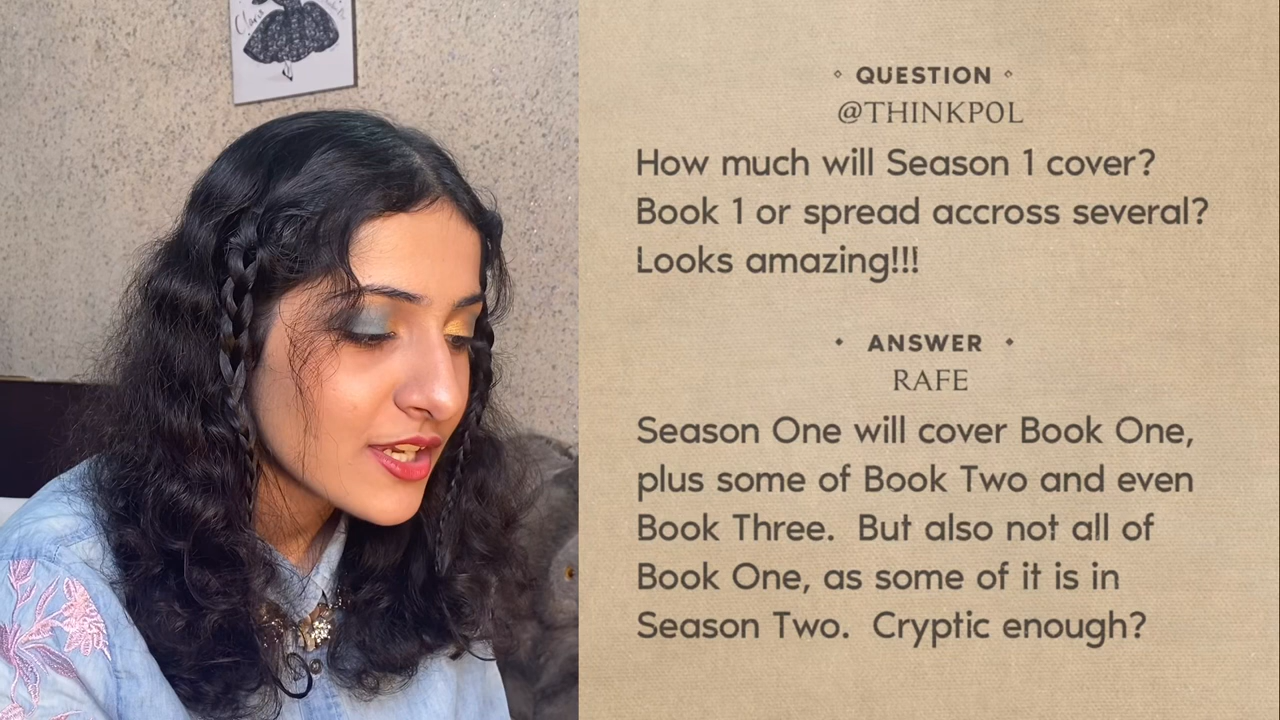 Clara
QUESTION
@THINKP0L
How much will Season 1 cover?
Book 1 or spread accross several?
Looks amazing!!!
ANSWER
RAFE
Season One will cover Book One,
plus some of Book Two and even
Book Three. But also not all of
Book One, as some of it is in
Season Two. Cryptic enough?